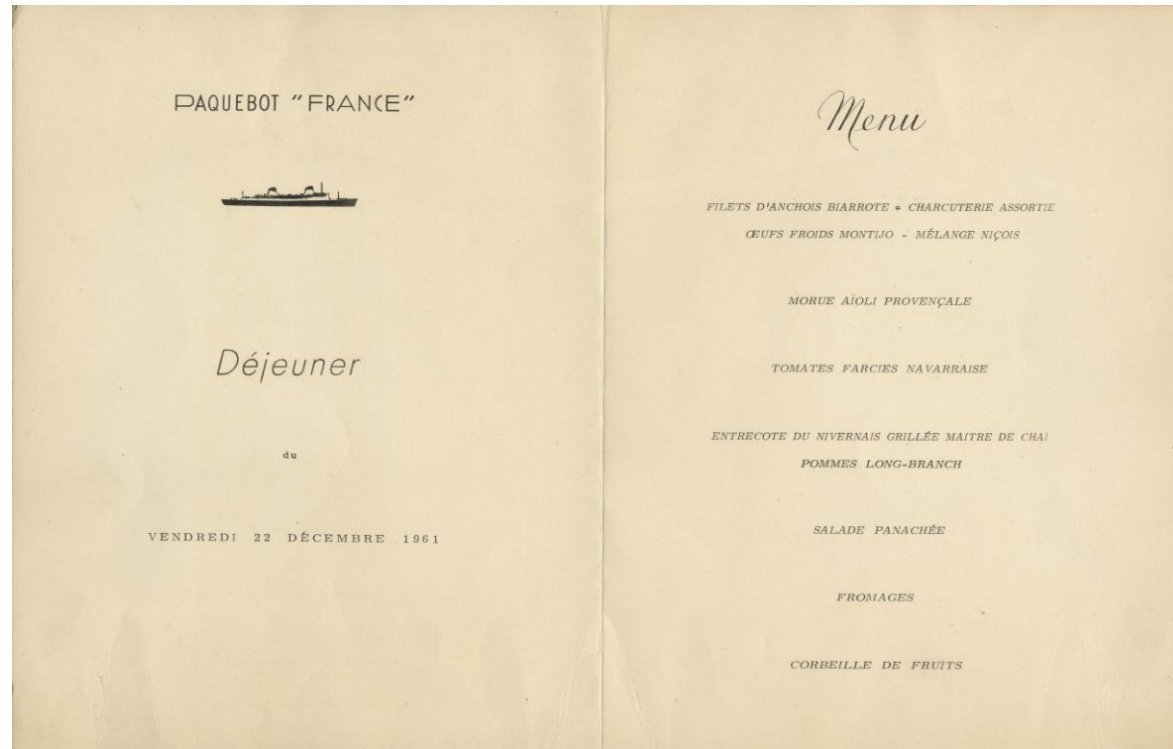 PAQUEBOT "FRANCE"
Déjeuner
du
VENDREDI 22 DÉCEMBRE 1961
Menu
FILETS D'ANCHOIS BIARROTE - CHARCUTERIE ASSORTIE
ŒUFS FROIDS MONTIJO - MÉLANGE NIÇOIS
MORUE AÏOLI PROVENÇALE
TOMATES FARCIES NAVARRAISE
ENTRECOTE DU NIVERNAIS GRILLÉE MAITRE DE CHAI
POMMES LONG-BRANCH
SALADE PANACHÉE
FROMAGES
CORBEILLE DE FRUITS